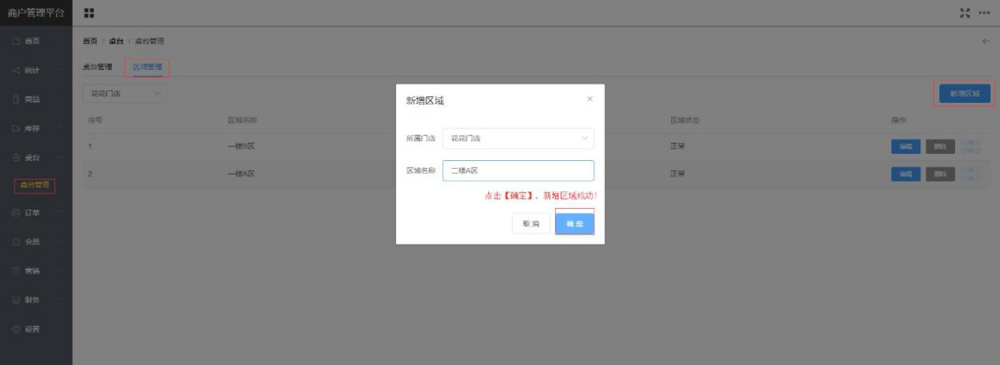 商户管理平台
首页
统计
商品
库存
桌台
桌台管理
订单
会员
营销
财务
设置
首页 / 桌台 / 桌台管理
桌台管理 区域管理
花花门店
新增区域
序号 区域名称 区域状态 操作
1 一楼B区 正常 编辑 删除
2 一楼A区 正常 编辑 删除
新增区域
所属门店 花花门店
区域名称 二楼A区
点击【确定】，新增区域成功！
取消 确定